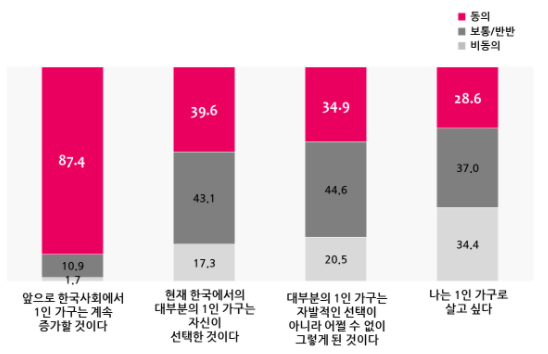 동의
보통/반반
비동의
87.4
10.9
1.7
39.6
43.1
17.3
34.9
44.6
20.5
28.6
37.0
34.4
앞으로 한국사회에서
1인 가구는 계속
증가할 것이다
현재 한국에서의
대부분의 1인 가구는
자신이
선택한 것이다
대부분의 1인 가구는
자발적인 선택이
아니라 어쩔 수 없이
그렇게 된 것이다
나는 1인 가구로
살고 싶다